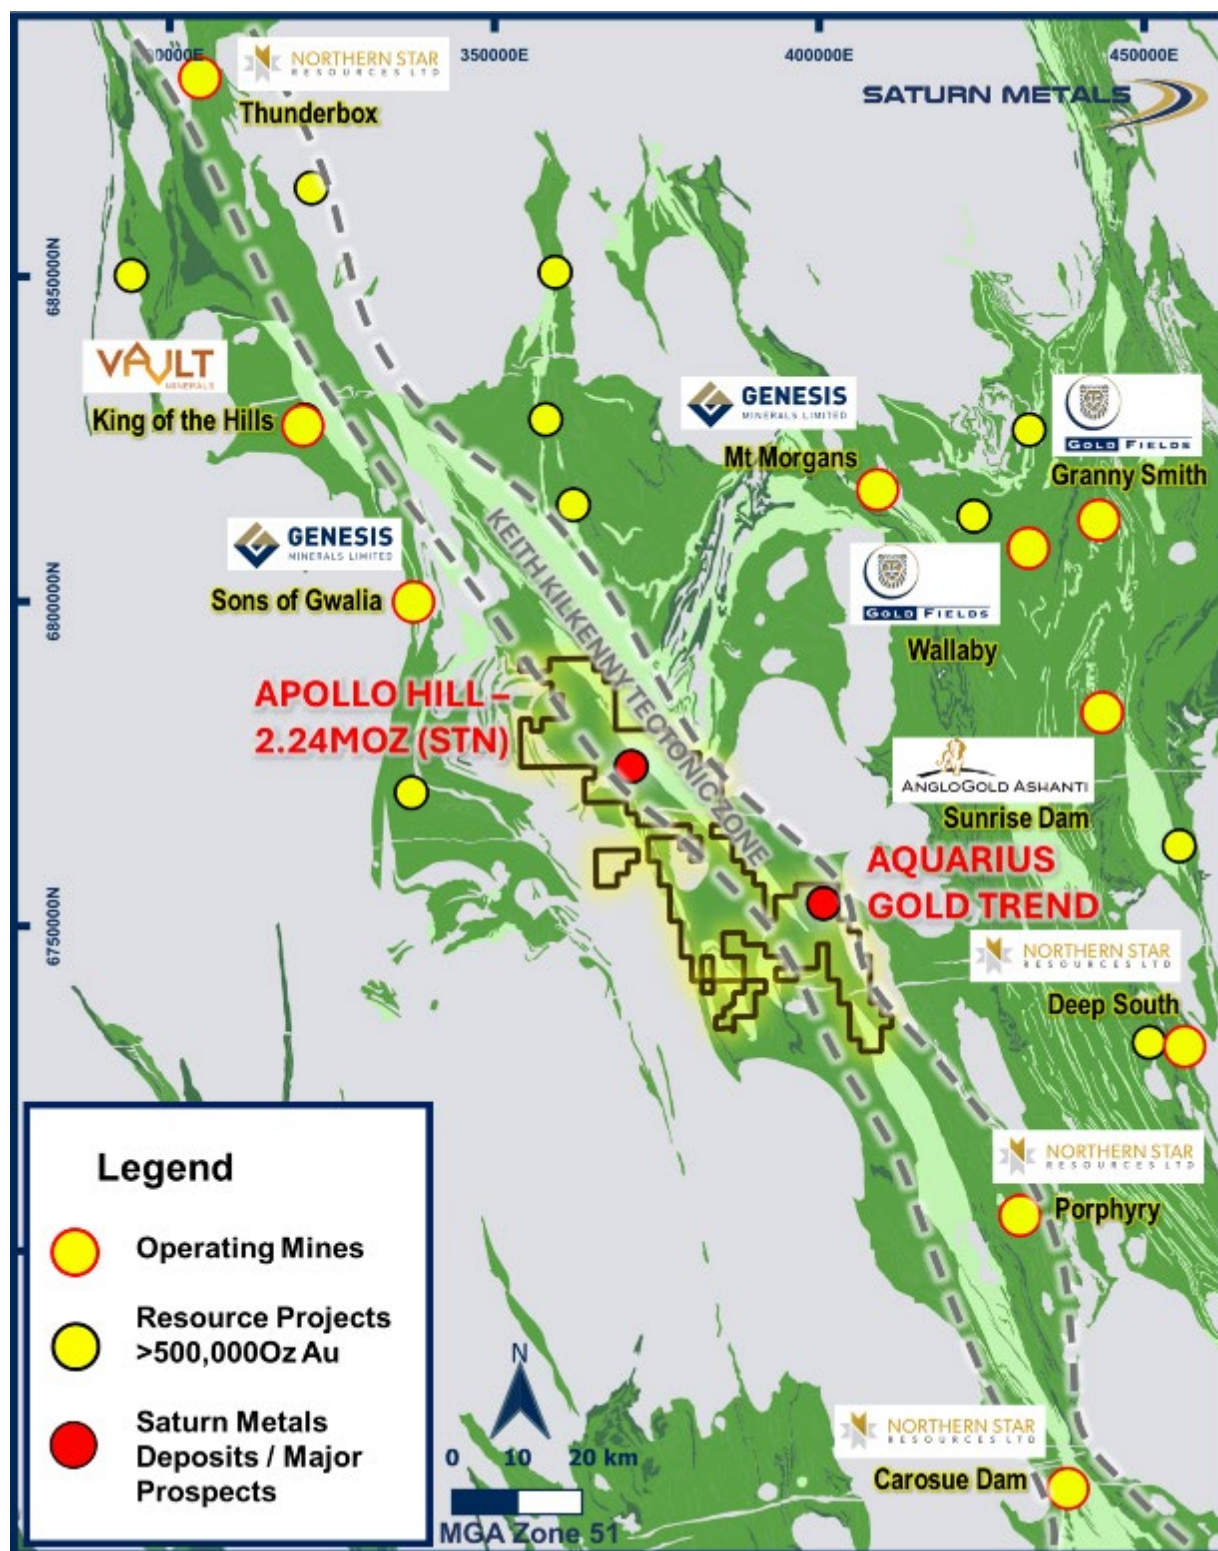 300000E
350000E
400000E
450000E
NORTHERN STAR
RESOURCES LTD
Thunderbox
SATURN METALS
6850000N
VAULT
MINERALS
King of the Hills
GENESIS
MINERALS LIMITED
Mt Morgans
GOLD FIELDS
Granny Smith
GENESIS
MINERALS LIMITED
Sons of Gwalia
6800000N
KEITH KILKENNY TECTONIC ZONE
GOLD FIELDS
Wallaby
APOLLO HILL –
2.24MOZ (STN)
ANGLOGOLD ASHANTI
Sunrise Dam
AQUARIUS
GOLD TREND
6750000N
NORTHERN STAR
RESOURCES LTD
Deep South
NORTHERN STAR
RESOURCES LTD
Porphyry
Legend
Operating Mines
Resource Projects
>500,000Oz Au
Saturn Metals
Deposits / Major
Prospects
N
0 10 20 km
MGA Zone 51
NORTHERN STAR
RESOURCES LTD
Carosue Dam